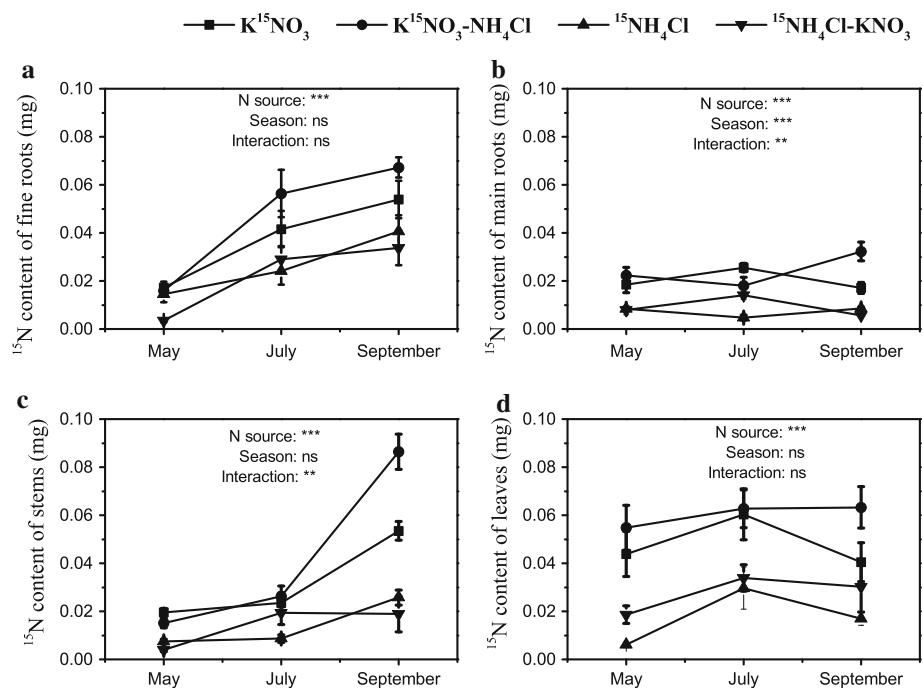 K¹⁵NO₃ K¹⁵NO₃-NH₄Cl ¹⁵NH₄Cl ¹⁵NH₄Cl-KNO₃
a
¹⁵N content of fine roots (mg)
0.10
0.08
0.06
0.04
0.02
0.00
N source: ***
Season: ns
Interaction: ns
May July September
b
¹⁵N content of main roots (mg)
0.10
0.08
0.06
0.04
0.02
0.00
N source: ***
Season: ***
Interaction: **
May July September
c
¹⁵N content of stems (mg)
0.10
0.08
0.06
0.04
0.02
0.00
N source: ***
Season: ns
Interaction: **
May July September
d
¹⁵N content of leaves (mg)
0.10
0.08
0.06
0.04
0.02
0.00
N source: ***
Season: ns
Interaction: ns
May July September